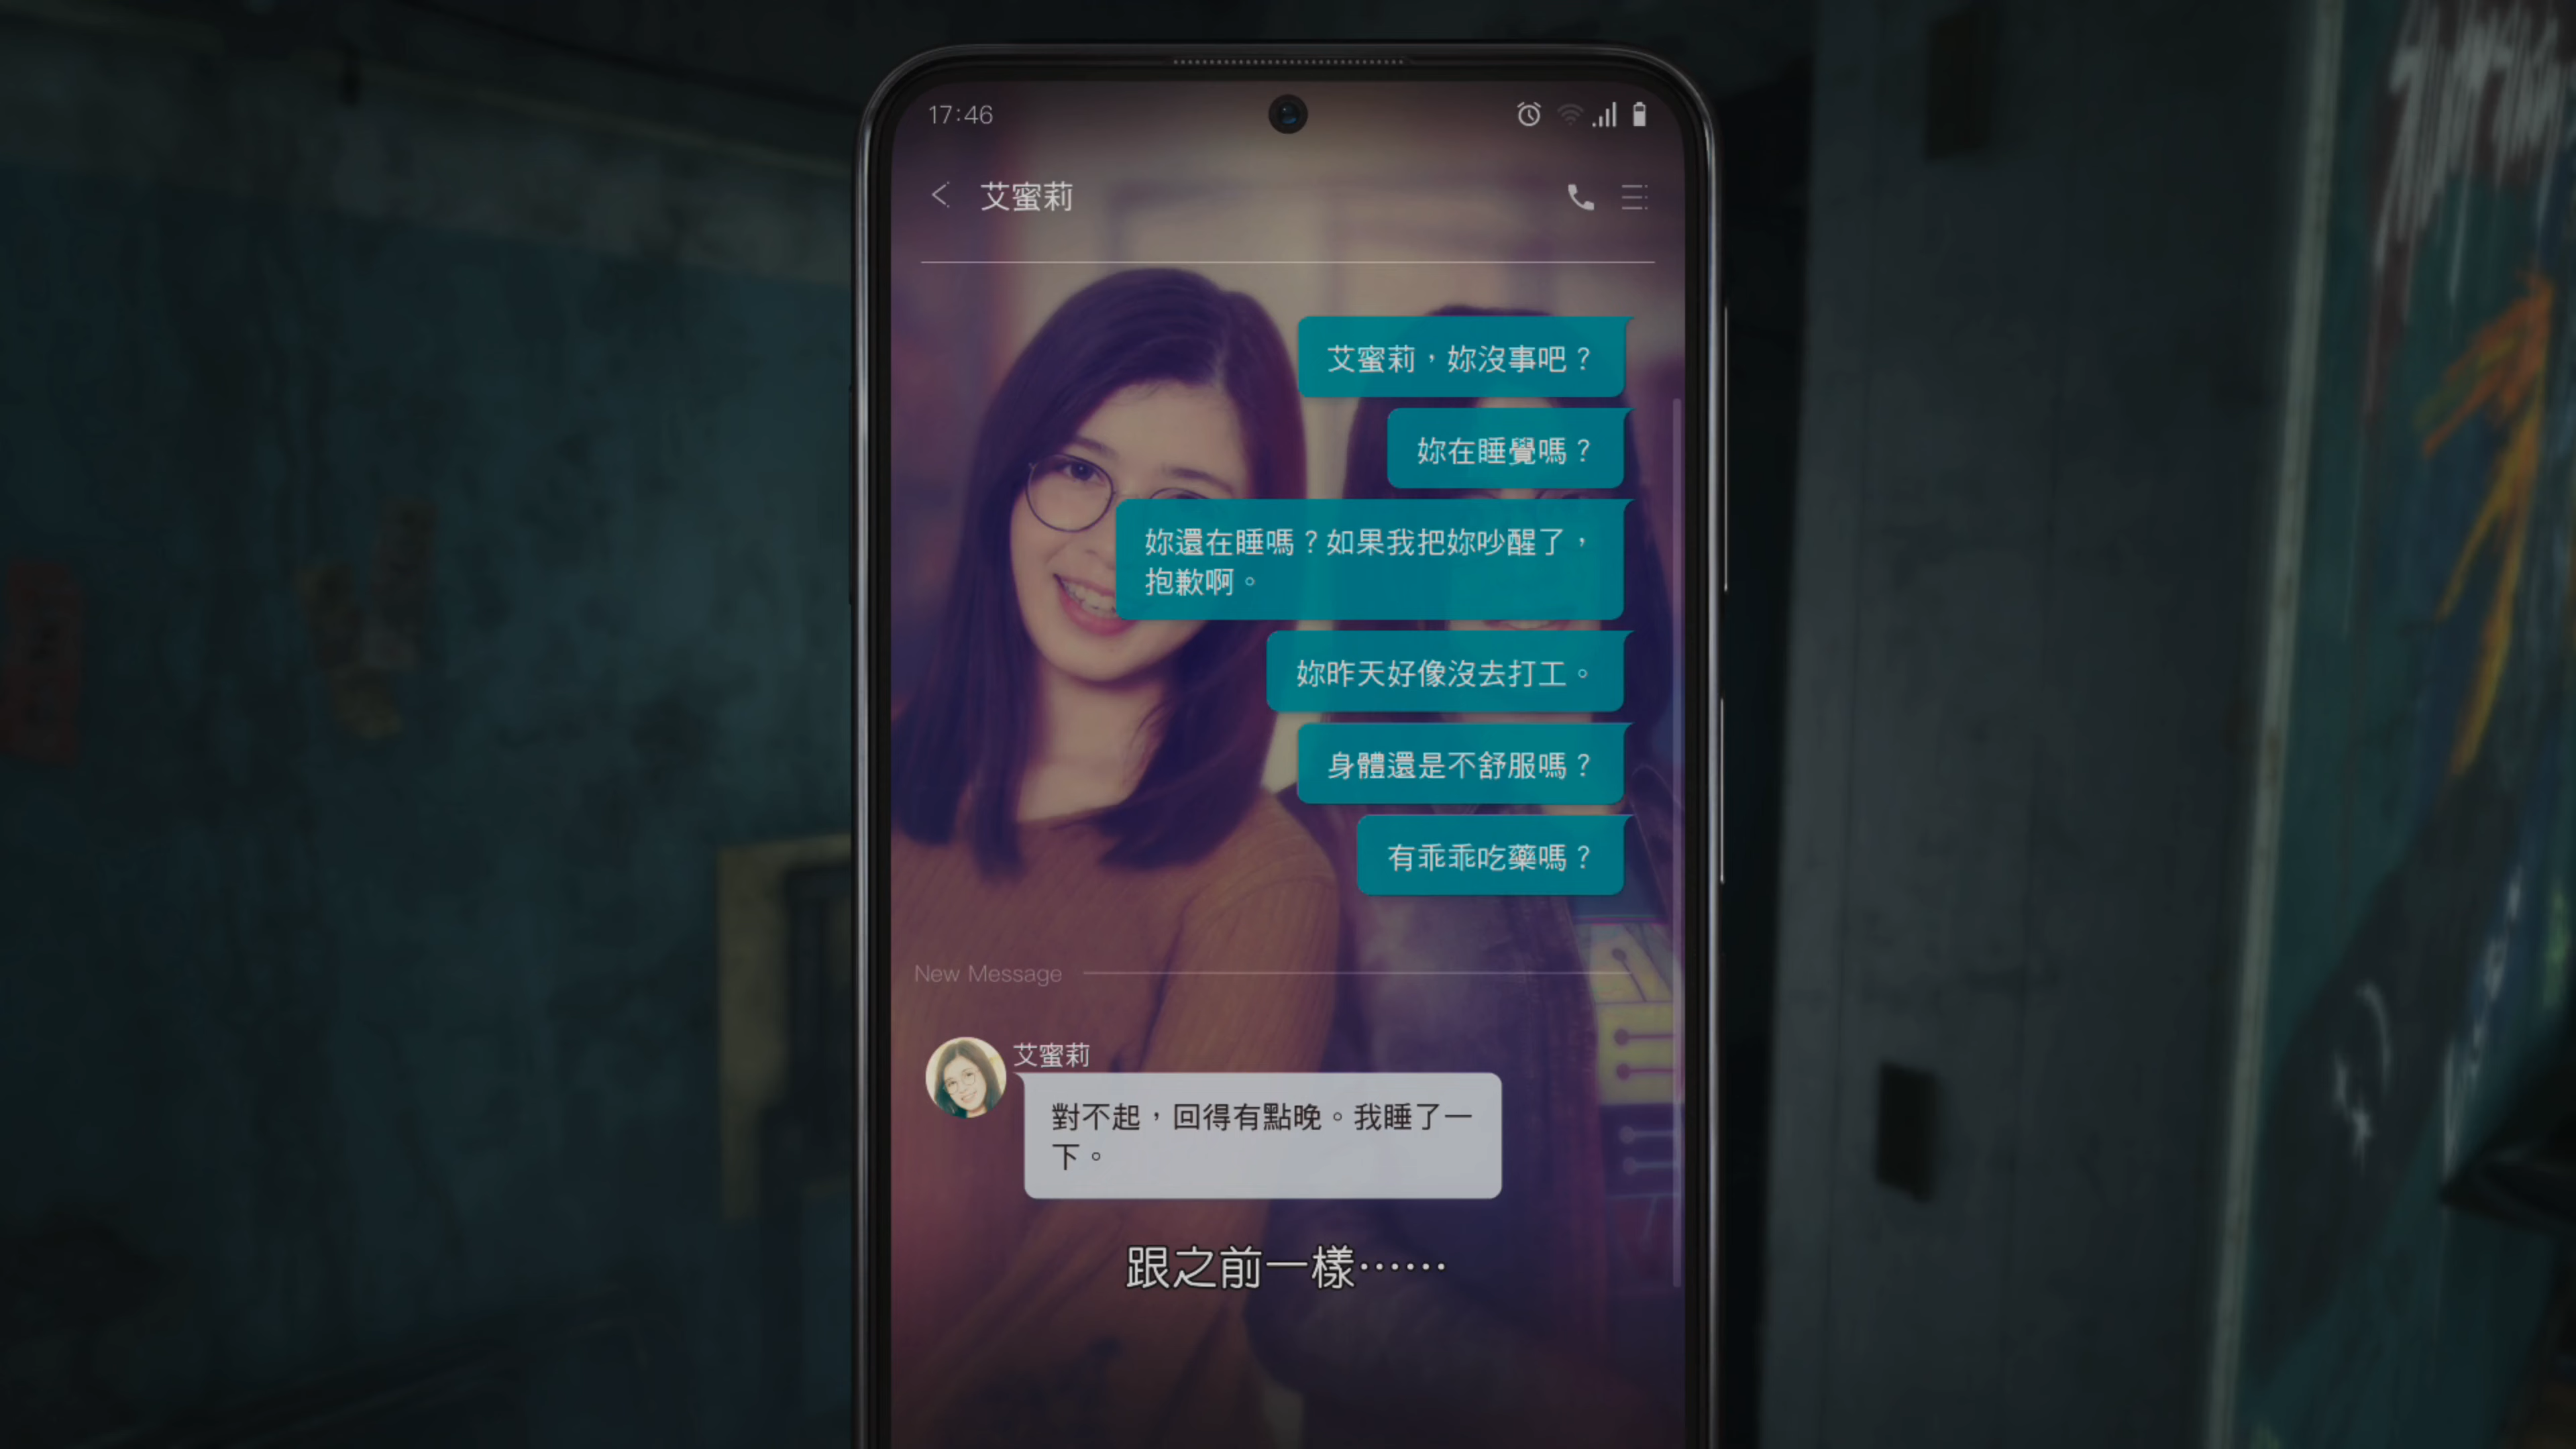 17:46
艾蜜莉
艾蜜莉，妳沒事吧？
妳在睡覺嗎？
妳還在睡嗎？如果我把妳吵醒了，
抱歉啊。
妳昨天好像沒去打工。
身體還是不舒服嗎？
有乖乖吃藥嗎？
New Message
艾蜜莉
對不起，回得有點晚。我睡了一
下。
跟之前一樣⋯⋯